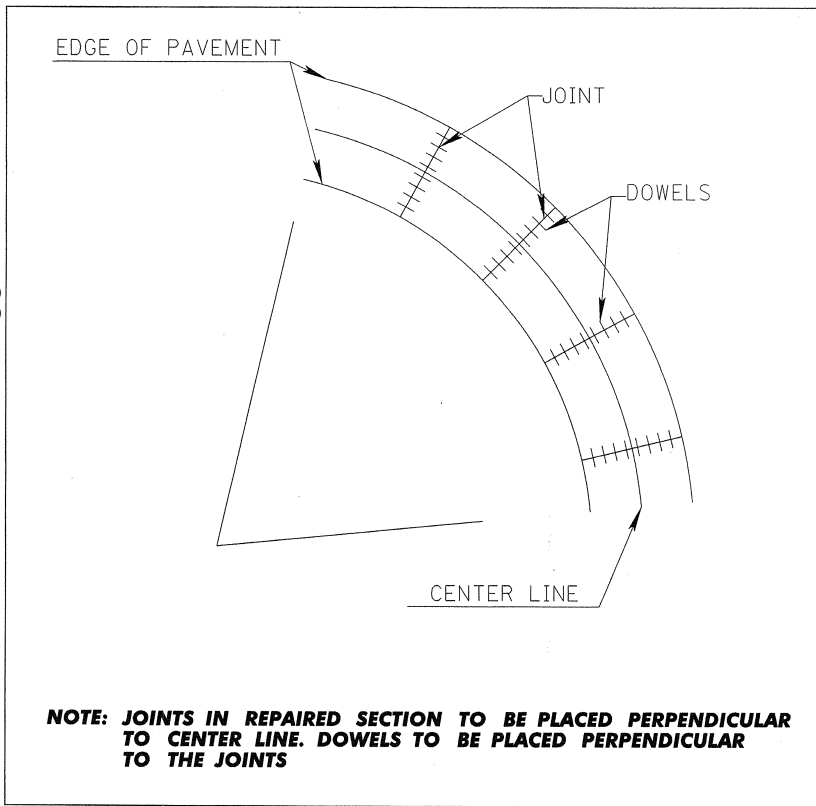 EDGE OF PAVEMENT
JOINT
DOWELS
CENTER LINE
NOTE: JOINTS IN REPAIRED SECTION TO BE PLACED PERPENDICULAR
TO CENTER LINE. DOWELS TO BE PLACED PERPENDICULAR
TO THE JOINTS